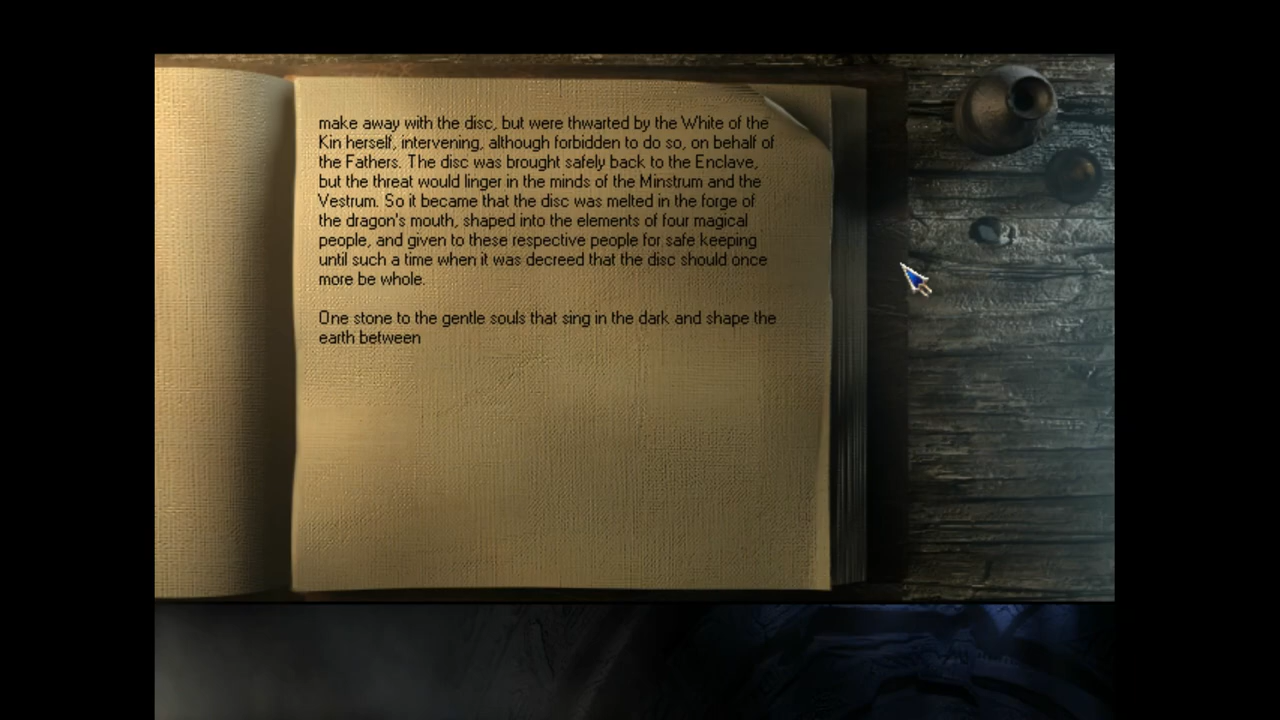 make away with the disc, but were thwarted by the White of the
Kin herself, intervening, although forbidden to do so, on behalf of
the Fathers. The disc was brought safely back to the Enclave,
but the threat would linger in the minds of the Minstrum and the
Vestrum. So it became that the disc was melted in the forge of
the dragon's mouth, shaped into the elements of four magical
people, and given to these respective people for safe keeping
until such a time when it was decreed that the disc should once
more be whole.
One stone to the gentle souls that sing in the dark and shape the
earth between